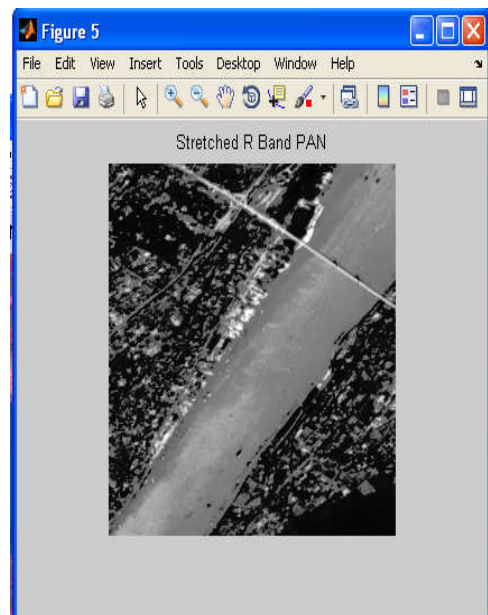 Figure 5
File Edit View Insert Tools Desktop Window Help
Stretched R Band PAN